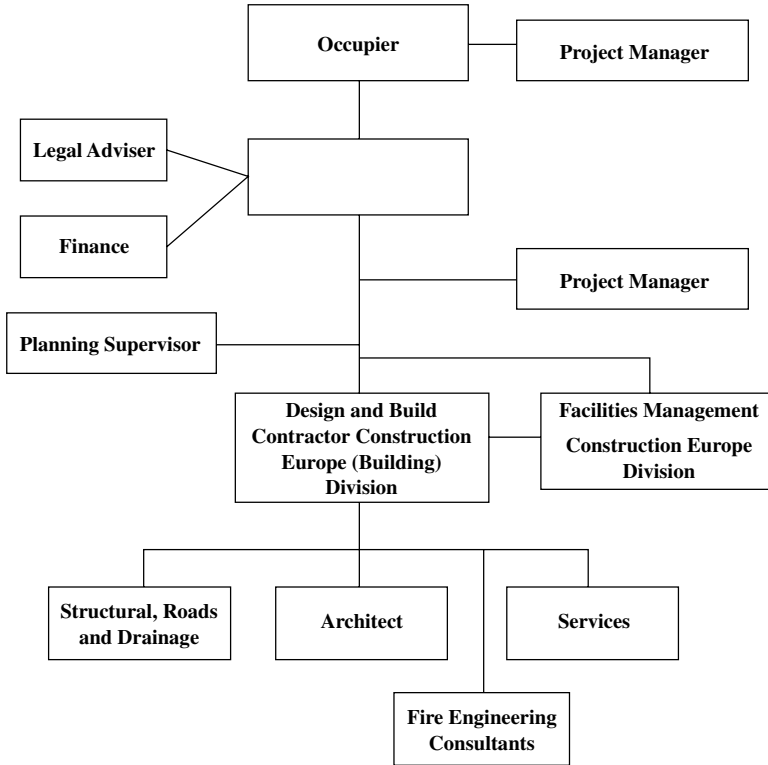 Occupier
Project Manager
Legal Adviser
Finance
Project Manager
Planning Supervisor
Design and Build
Contractor Construction
Europe (Building)
Division
Facilities Management
Construction Europe
Division
Structural, Roads
and Drainage
Architect
Services
Fire Engineering
Consultants